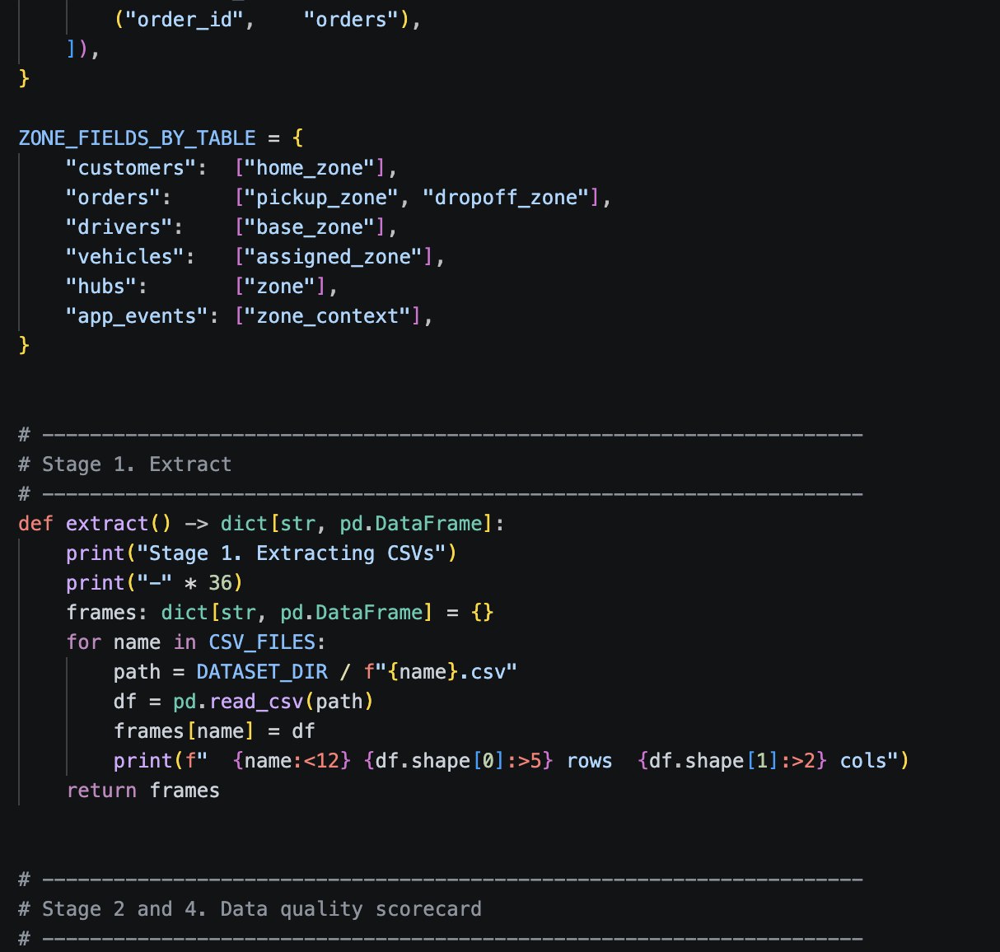 ("order_id",    "orders"),
    ]),
}

ZONE_FIELDS_BY_TABLE = {
    "customers":  ["home_zone"],
    "orders":     ["pickup_zone", "dropoff_zone"],
    "drivers":    ["base_zone"],
    "vehicles":   ["assigned_zone"],
    "hubs":       ["zone"],
    "app_events": ["zone_context"],
}


# ---------------------------------------------------------------------
# Stage 1. Extract
# ---------------------------------------------------------------------
def extract() -> dict[str, pd.DataFrame]:
    print("Stage 1. Extracting CSVs")
    print("-" * 36)
    frames: dict[str, pd.DataFrame] = {}
    for name in CSV_FILES:
        path = DATASET_DIR / f"{name}.csv"
        df = pd.read_csv(path)
        frames[name] = df
        print(f"  {name:<12} {df.shape[0]:>5} rows  {df.shape[1]:>2} cols")
    return frames


# ---------------------------------------------------------------------
# Stage 2 and 4. Data quality scorecard
# ---------------------------------------------------------------------